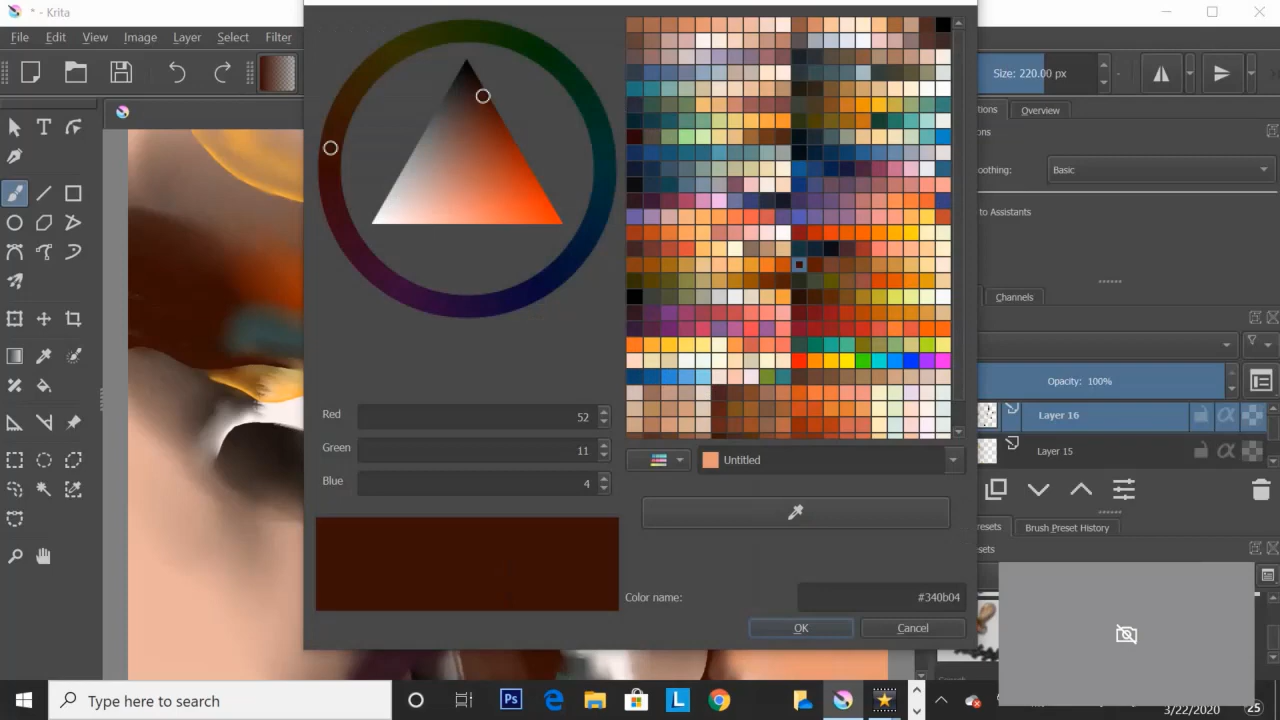 * - Krita
File Edit View Image Layer Select Filter
Size: 220.00 px
Overview
Basic
to Assistants
Channels
Opacity: 100%
Layer 16
Layer 15
Brush Preset History
Red 52
Green 11
Blue 4
Untitled
Color name: #340b04
OK Cancel
Type here to search
Ps
L
3/22/2020
25